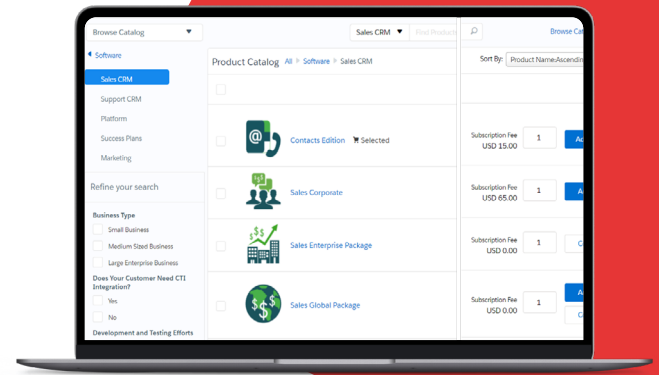 Browse Catalog
Sales CRM
Find Products
Browse Cat
Software
Sales CRM
Support CRM
Platform
Success Plans
Marketing
Refine your search
Business Type
Small Business
Medium Sized Business
Large Enterprise Business
Does Your Customer Need CTI
Integration?
Yes
No
Development and Testing Efforts
Product Catalog All Software Sales CRM
Sort By: Product Name:Ascendin
Contacts Edition Selected
Subscription Fee
USD 15.00
1
Sales Corporate
Subscription Fee
USD 65.00
1
Sales Enterprise Package
Subscription Fee
USD 0.00
1
Sales Global Package
Subscription Fee
USD 0.00
1